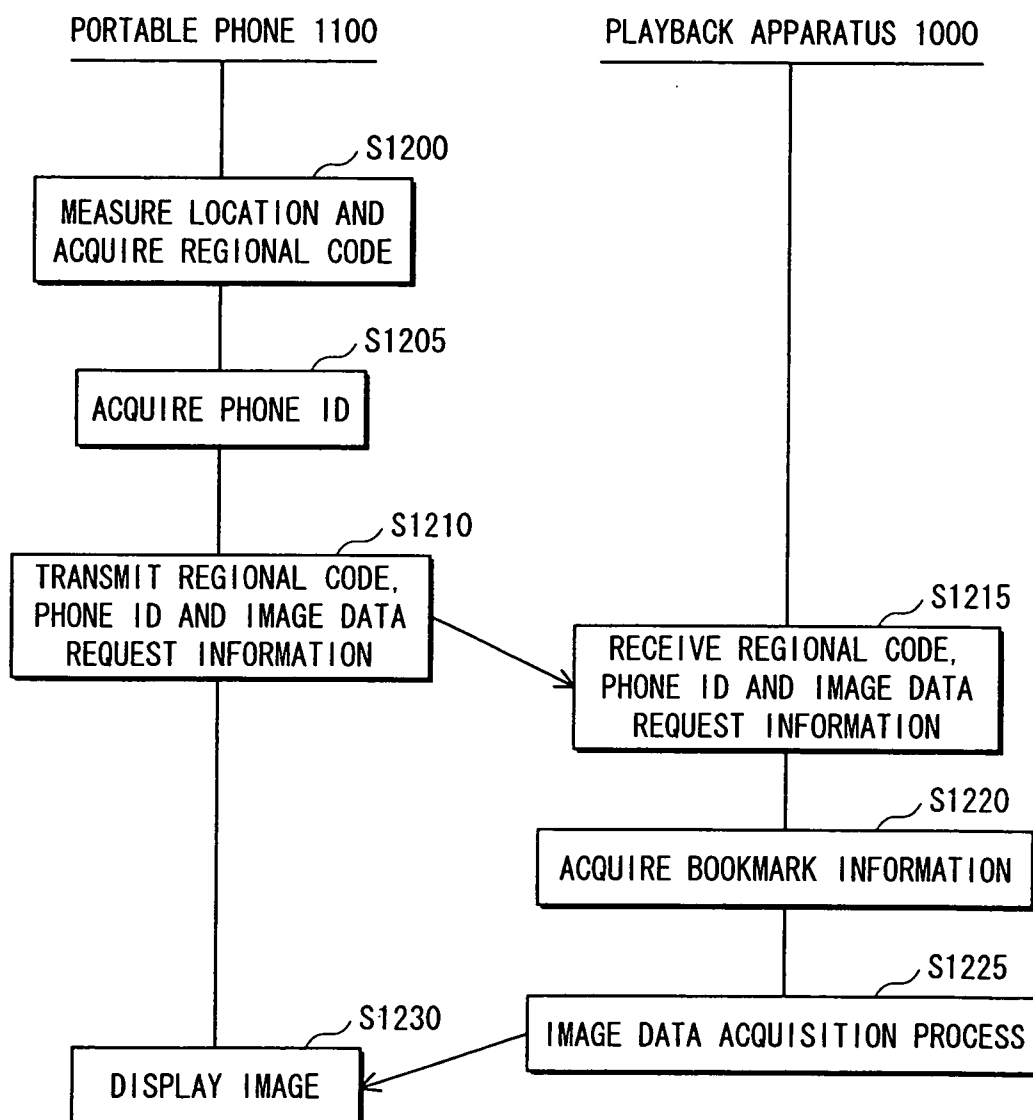 PORTABLE PHONE 1100
PLAYBACK APPARATUS 1000
S1200
MEASURE LOCATION AND
ACQUIRE REGIONAL CODE
S1205
ACQUIRE PHONE ID
S1210
TRANSMIT REGIONAL CODE,
PHONE ID AND IMAGE DATA
REQUEST INFORMATION
S1215
RECEIVE REGIONAL CODE,
PHONE ID AND IMAGE DATA
REQUEST INFORMATION
S1220
ACQUIRE BOOKMARK INFORMATION
S1225
IMAGE DATA ACQUISITION PROCESS
S1230
DISPLAY IMAGE